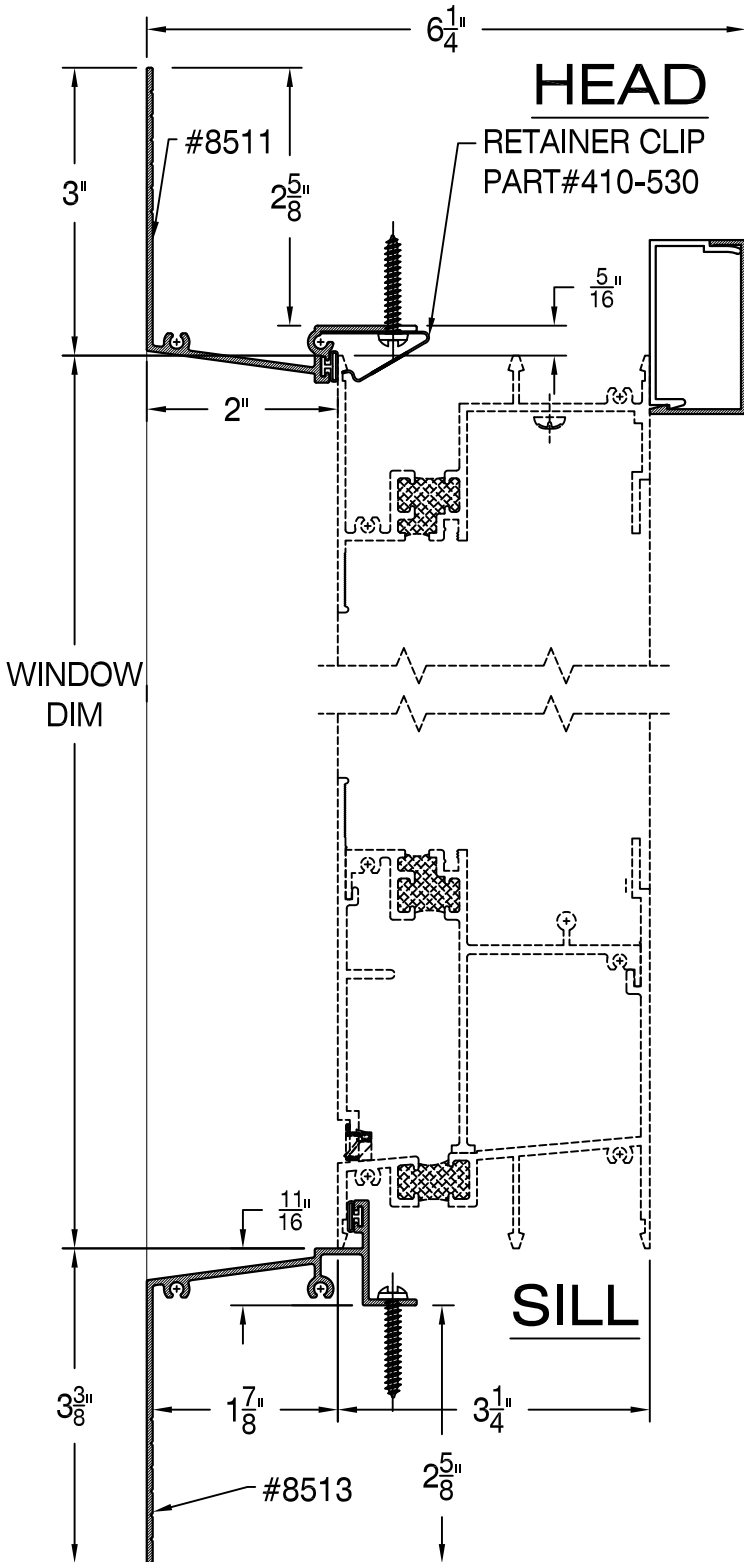 6 1/4"
HEAD
#8511
RETAINER CLIP
PART#410-530
3"
2 5/8"
5/16"
2"
WINDOW
DIM
11/16"
SILL
3 3/8"
1 7/8"
3 1/4"
2 5/8"
#8513